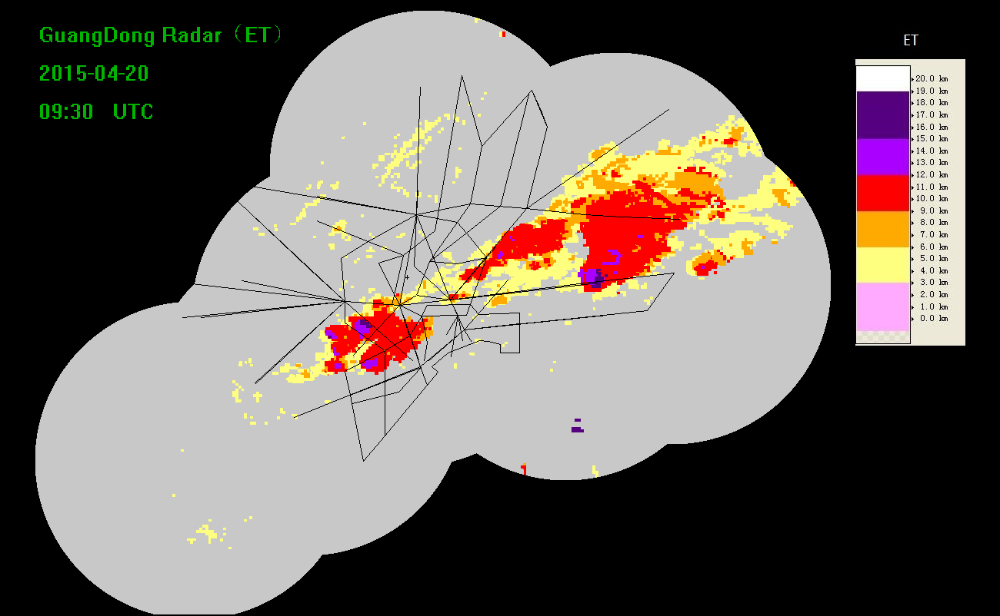 GuangDong Radar（ET）
2015-04-20
09:30 UTC
ET
20.0 km
19.0 km
18.0 km
17.0 km
16.0 km
15.0 km
14.0 km
13.0 km
12.0 km
11.0 km
10.0 km
9.0 km
8.0 km
7.0 km
6.0 km
5.0 km
4.0 km
3.0 km
2.0 km
1.0 km
0.0 km